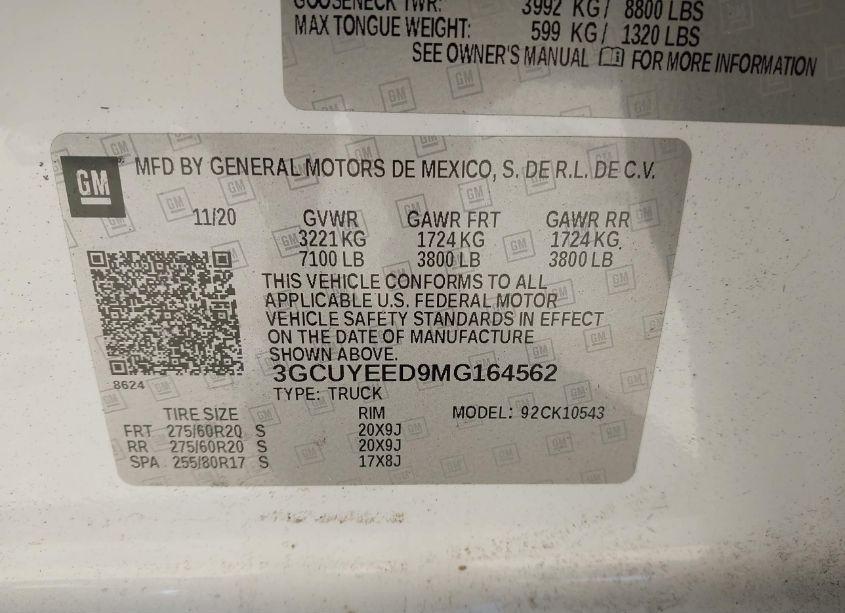 GOOSENECK TWR: 3992 KG / 8800 LBS
MAX TONGUE WEIGHT: 599 KG / 1320 LBS
SEE OWNER'S MANUAL FOR MORE INFORMATION
GM MFD BY GENERAL MOTORS DE MEXICO, S. DE R.L. DE C.V.
11/20 GVWR GAWR FRT GAWR RR
3221 KG 1724 KG 1724 KG
7100 LB 3800 LB 3800 LB
THIS VEHICLE CONFORMS TO ALL
APPLICABLE U.S. FEDERAL MOTOR
VEHICLE SAFETY STANDARDS IN EFFECT
ON THE DATE OF MANUFACTURE
SHOWN ABOVE.
3GCUYEED9MG164562
8624
TYPE: TRUCK
TIRE SIZE RIM MODEL: 92CK10543
FRT 275/60R20 S 20X9J
RR 275/60R20 S 20X9J
SPA 255/80R17 S 17X8J